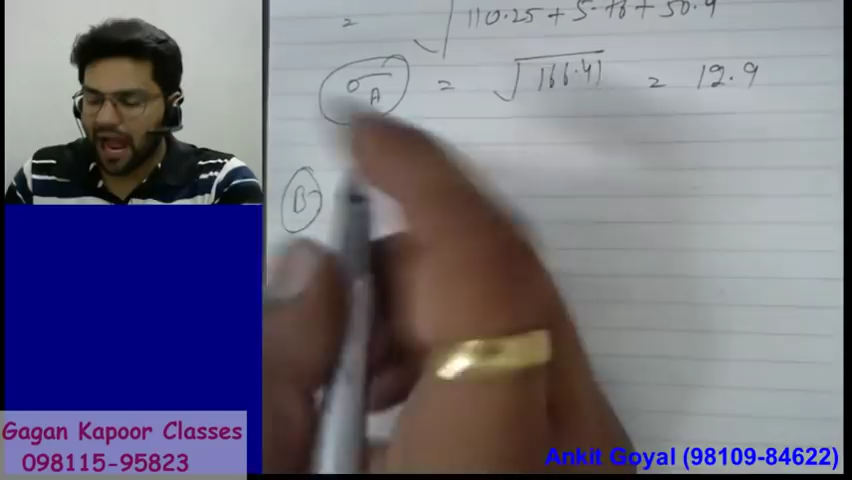 = √110.25 + 5.76 + 50.4
σA = √166.41 = 12.9
B
Gagan Kapoor Classes
098115-95823
Ankit Goyal (98109-84622)